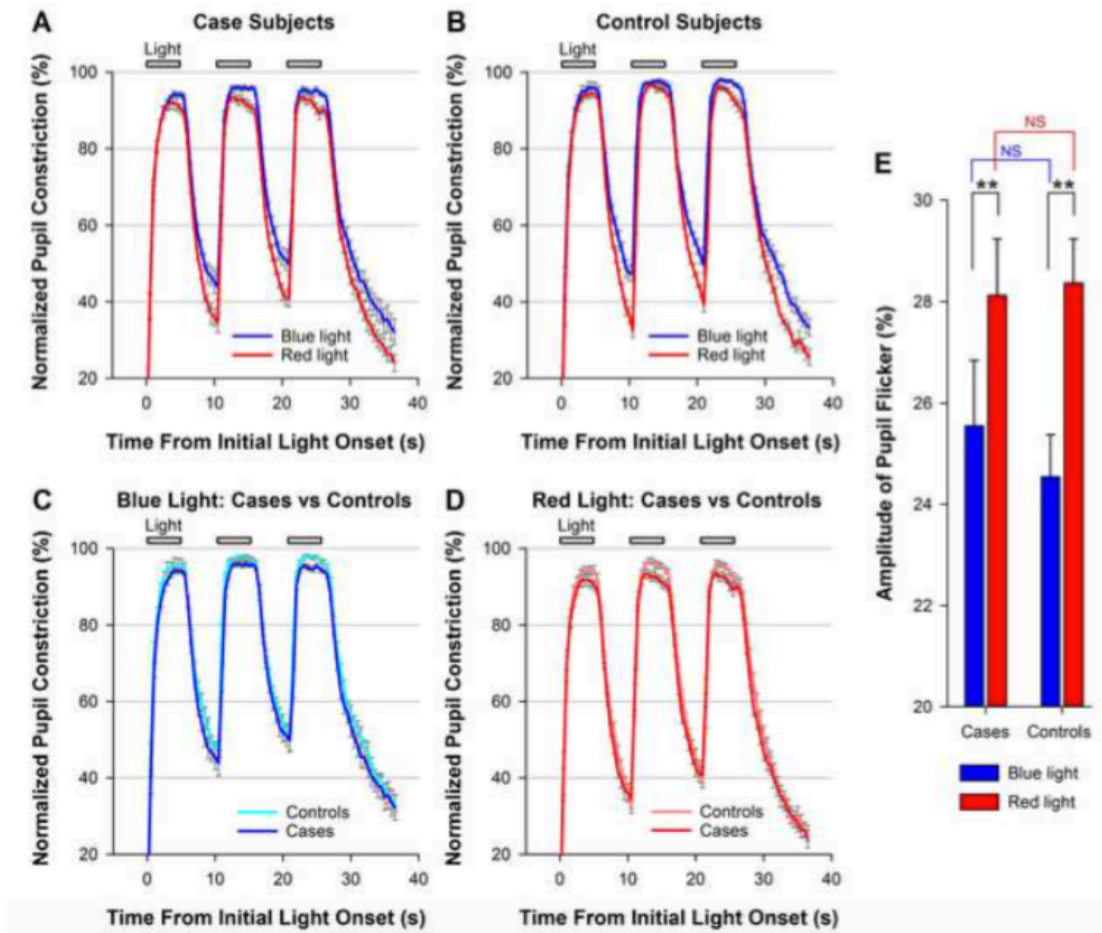 A
Case Subjects
Light
Normalized Pupil Constriction (%)
100
80
60
40
20
Blue light
Red light
0 10 20 30 40
Time From Initial Light Onset (s)
B
Control Subjects
Light
Normalized Pupil Constriction (%)
100
80
60
40
20
Blue light
Red light
0 10 20 30 40
Time From Initial Light Onset (s)
C
Blue Light: Cases vs Controls
Light
Normalized Pupil Constriction (%)
100
80
60
40
20
Controls
Cases
0 10 20 30 40
Time From Initial Light Onset (s)
D
Red Light: Cases vs Controls
Light
Normalized Pupil Constriction (%)
100
80
60
40
20
Controls
Cases
0 10 20 30 40
Time From Initial Light Onset (s)
E
NS
NS
** **
Amplitude of Pupil Flicker (%)
30
28
26
24
22
20
Cases Controls
Blue light
Red light